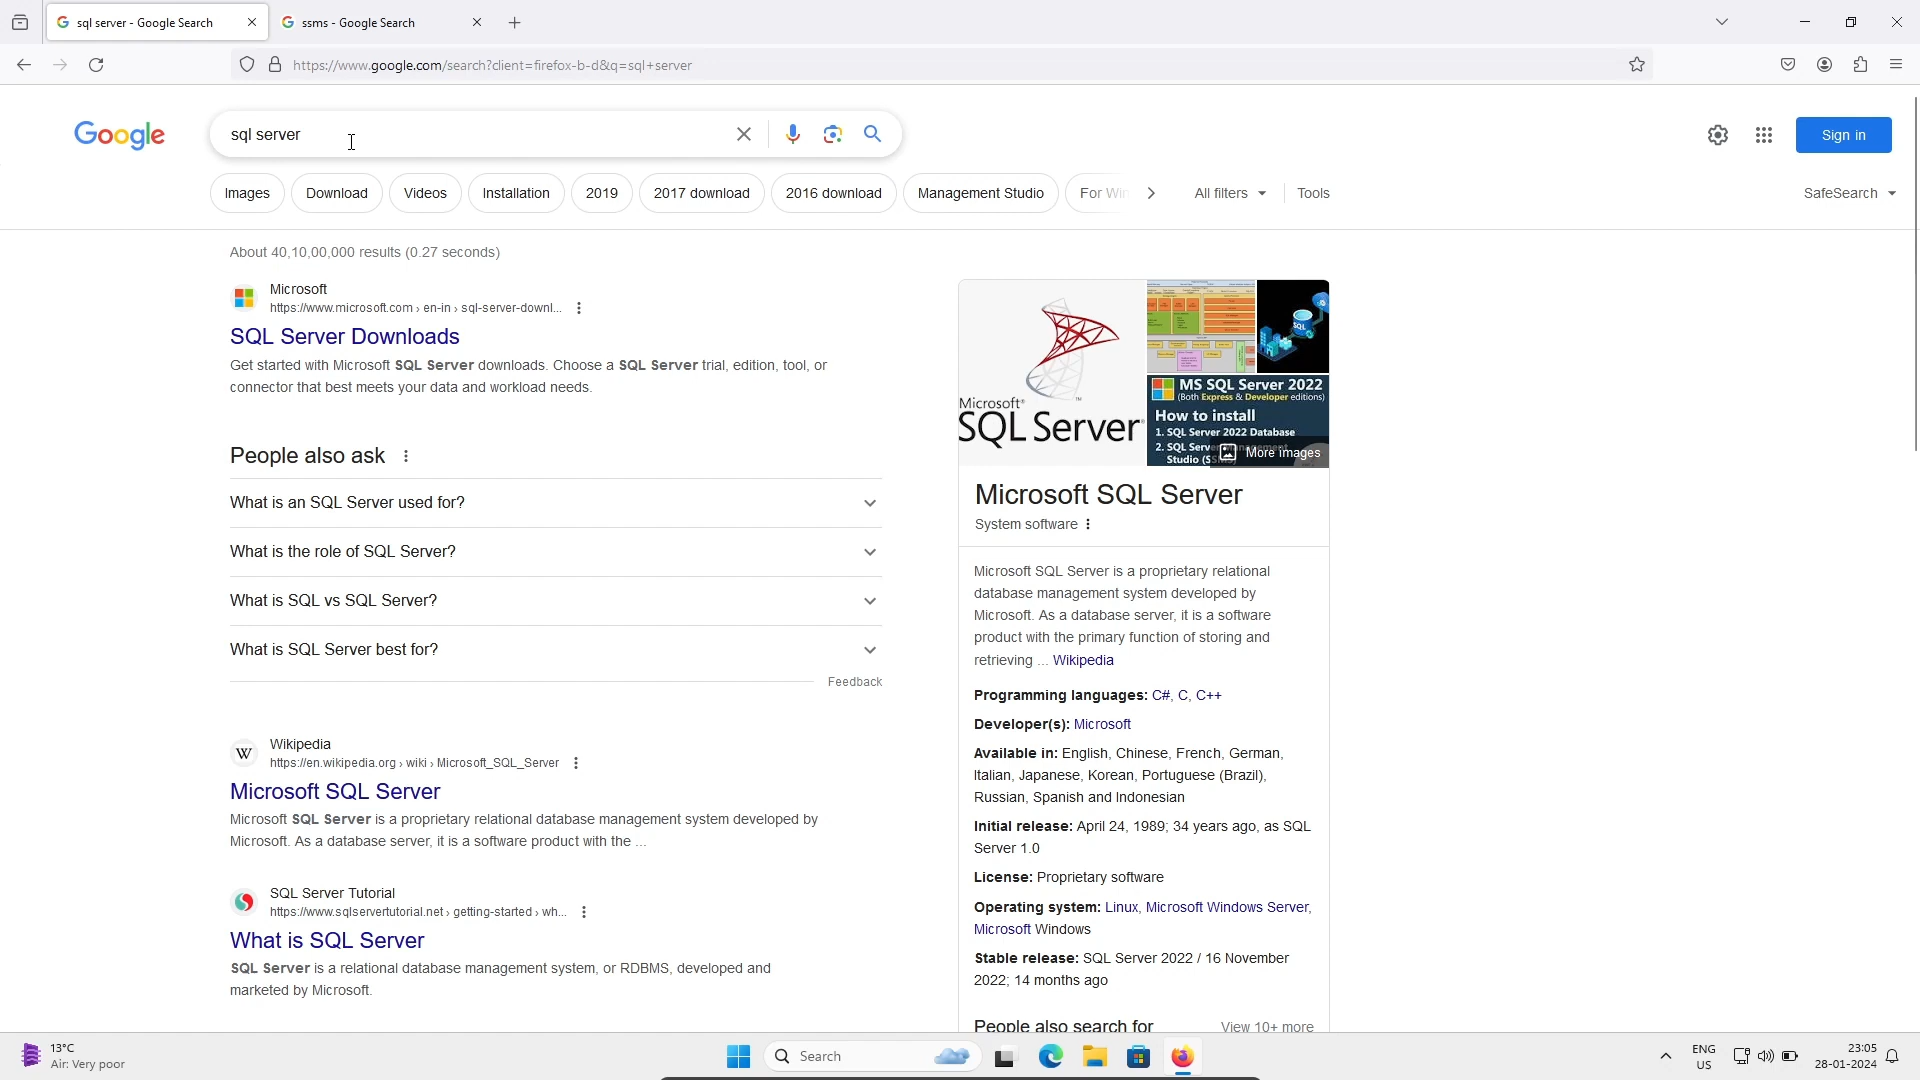 sql server - Google Search
ssms - Google Search
https://www.google.com/search?client=firefox-b-d&q=sql+server
Google
sql server
Sign in
Images
Download
Videos
Installation
2019
2017 download
2016 download
Management Studio
For Win
All filters
Tools
SafeSearch
About 40,10,00,000 results (0.27 seconds)
Microsoft
https://www.microsoft.com › en-in › sql-server-downl...
SQL Server Downloads
Get started with Microsoft SQL Server downloads. Choose a SQL Server trial, edition, tool, or
connector that best meets your data and workload needs.
People also ask
What is an SQL Server used for?
What is the role of SQL Server?
What is SQL vs SQL Server?
What is SQL Server best for?
Feedback
W
Wikipedia
https://en.wikipedia.org › wiki › Microsoft_SQL_Server
Microsoft SQL Server
Microsoft SQL Server is a proprietary relational database management system developed by
Microsoft. As a database server, it is a software product with the ...
SQL Server Tutorial
https://www.sqlservertutorial.net › getting-started › wh...
What is SQL Server
SQL Server is a relational database management system, or RDBMS, developed and
marketed by Microsoft.
Microsoft®
SQL Server
SQL
MS SQL Server 2022
(Both Express & Developer editions)
How to install
1. SQL Server 2022 Database
2. SQL Server Management
Studio (S
More images
Microsoft SQL Server
System software
Microsoft SQL Server is a proprietary relational
database management system developed by
Microsoft. As a database server, it is a software
product with the primary function of storing and
retrieving ... Wikipedia
Programming languages: C#, C, C++
Developer(s): Microsoft
Available in: English, Chinese, French, German,
Italian, Japanese, Korean, Portuguese (Brazil),
Russian, Spanish and Indonesian
Initial release: April 24, 1989; 34 years ago, as SQL
Server 1.0
License: Proprietary software
Operating system: Linux, Microsoft Windows Server,
Microsoft Windows
Stable release: SQL Server 2022 / 16 November
2022; 14 months ago
People also search for
View 10+ more
13°C
Air: Very poor
Search
ENG
US
23:05
28-01-2024